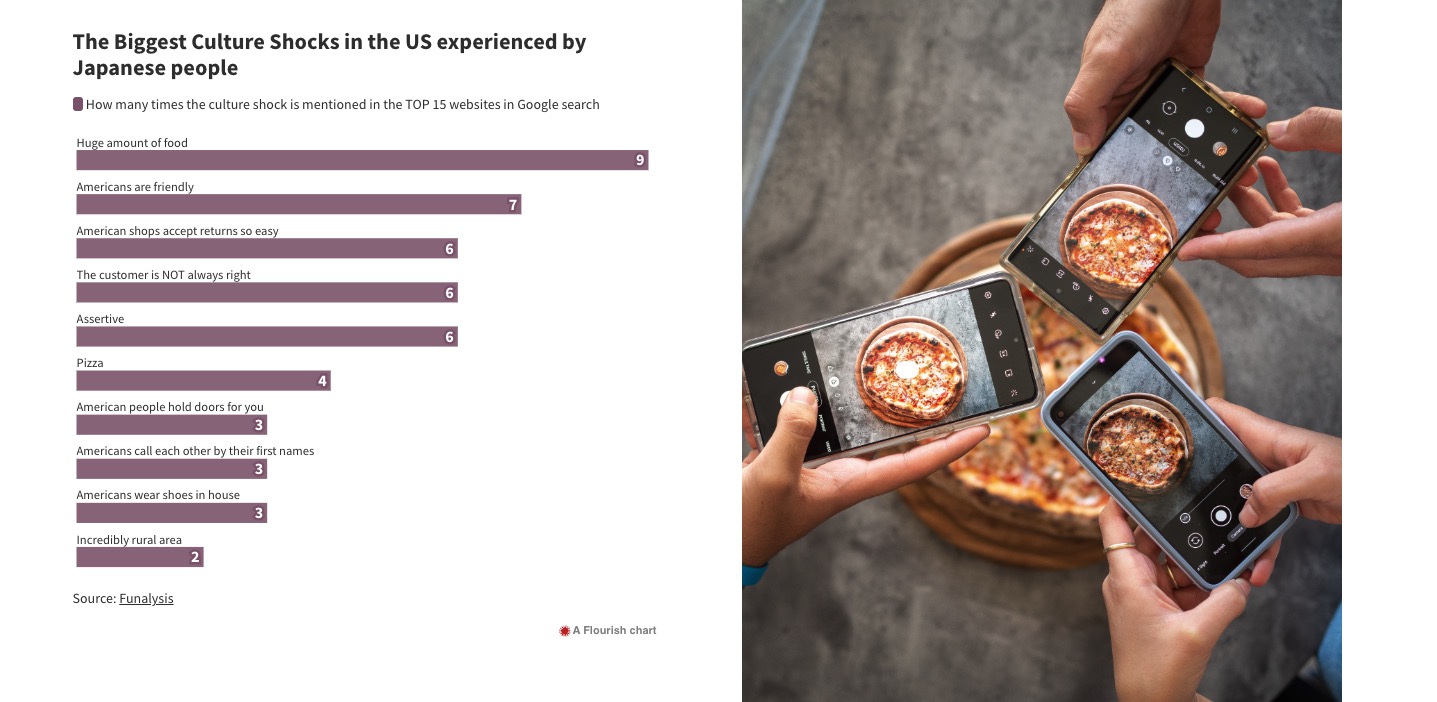 The Biggest Culture Shocks in the US experienced by
Japanese people
How many times the culture shock is mentioned in the TOP 15 websites in Google search
Huge amount of food
9
Americans are friendly
7
American shops accept returns so easy
6
The customer is NOT always right
6
Assertive
6
Pizza
4
American people hold doors for you
3
Americans call each other by their first names
3
Americans wear shoes in house
3
Incredibly rural area
2
Source: Funalysis
A Flourish chart